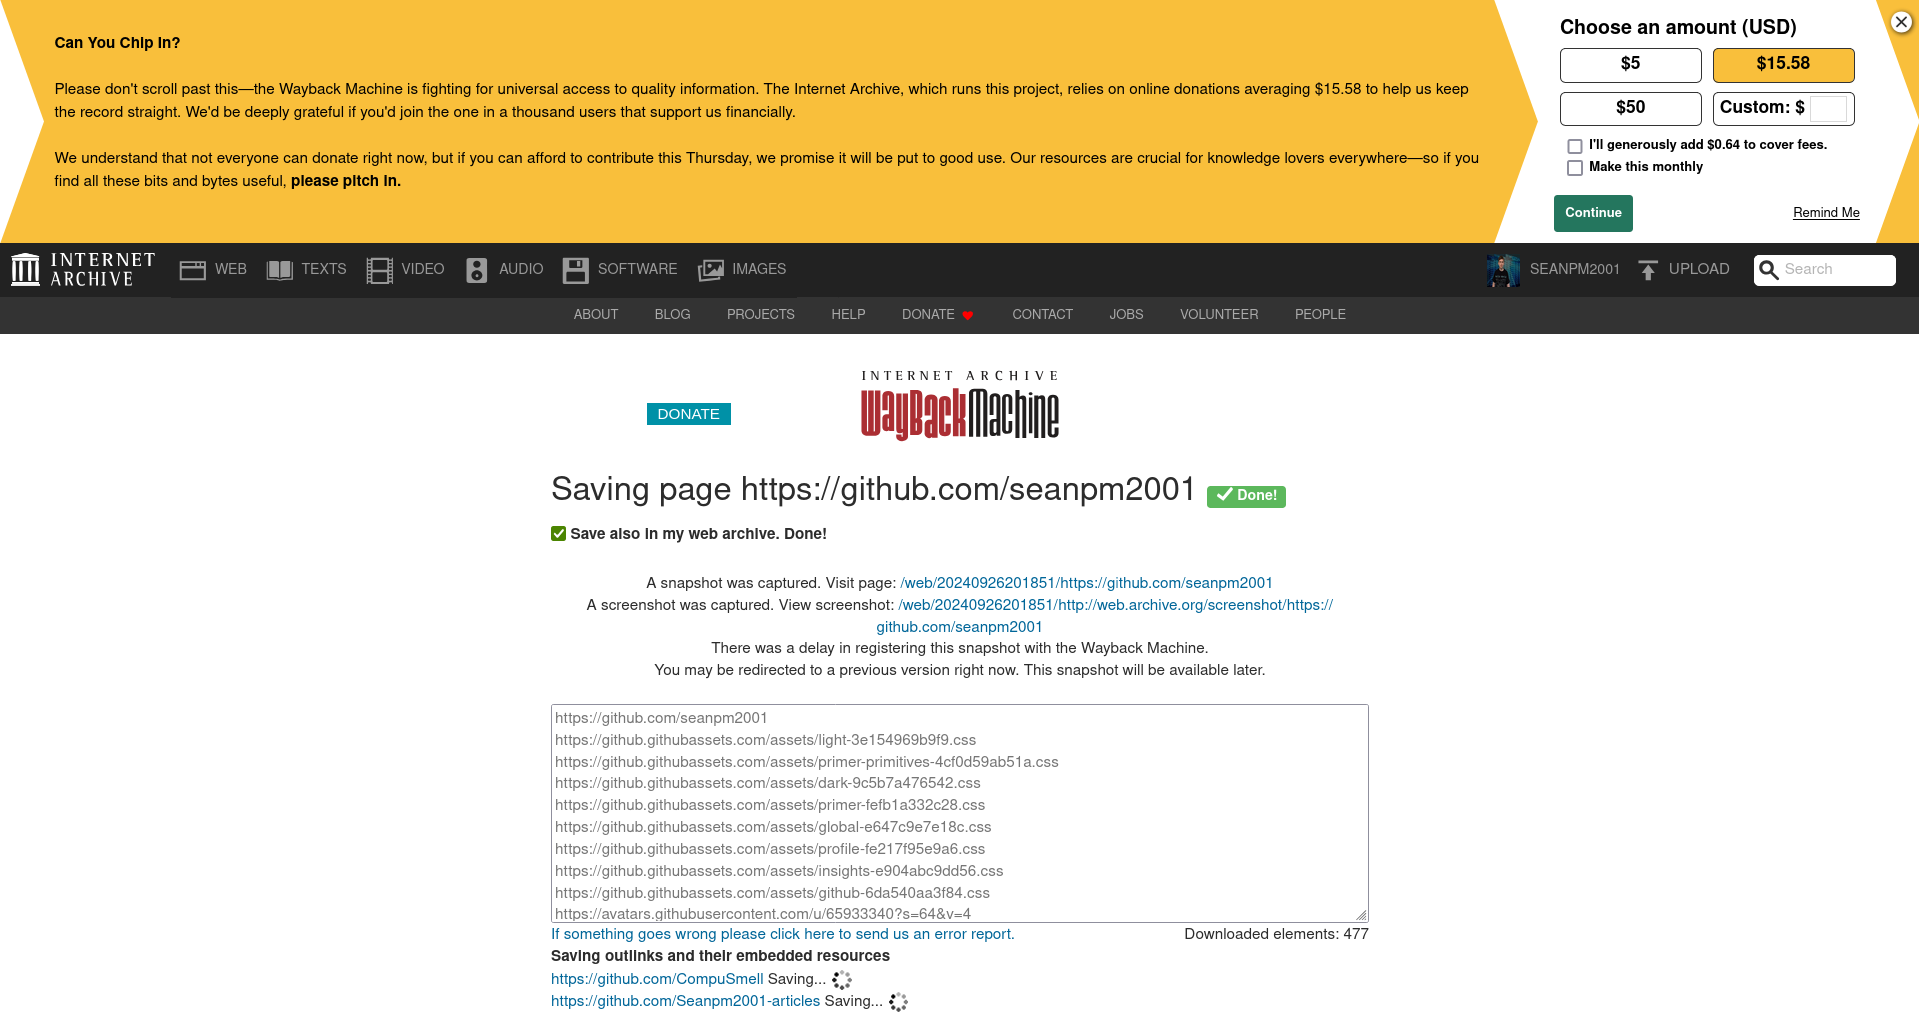 Can You Chip In?
Please don't scroll past this—the Wayback Machine is fighting for universal access to quality information. The Internet Archive, which runs this project, relies on online donations averaging $15.58 to help us keep
the record straight. We'd be deeply grateful if you'd join the one in a thousand users that support us financially.
We understand that not everyone can donate right now, but if you can afford to contribute this Thursday, we promise it will be put to good use. Our resources are crucial for knowledge lovers everywhere—so if you
find all these bits and bytes useful, please pitch in.
Choose an amount (USD)
$5 $15.58
$50 Custom: $
I'll generously add $0.64 to cover fees.
Make this monthly
Continue Remind Me
INTERNET
ARCHIVE
WEB TEXTS VIDEO AUDIO SOFTWARE IMAGES SEANPM2001 UPLOAD Search
ABOUT BLOG PROJECTS HELP DONATE CONTACT JOBS VOLUNTEER PEOPLE
INTERNET ARCHIVE
WayBackMachine
DONATE
Saving page https://github.com/seanpm2001 Done!
Save also in my web archive. Done!
A snapshot was captured. Visit page: /web/20240926201851/https://github.com/seanpm2001
A screenshot was captured. View screenshot: /web/20240926201851/http://web.archive.org/screenshot/https://
github.com/seanpm2001
There was a delay in registering this snapshot with the Wayback Machine.
You may be redirected to a previous version right now. This snapshot will be available later.
https://github.com/seanpm2001
https://github.githubassets.com/assets/light-3e154969b9f9.css
https://github.githubassets.com/assets/primer-primitives-4cf0d59ab51a.css
https://github.githubassets.com/assets/dark-9c5b7a476542.css
https://github.githubassets.com/assets/primer-fefb1a332c28.css
https://github.githubassets.com/assets/global-e647c9e7e18c.css
https://github.githubassets.com/assets/profile-fe217f95e9a6.css
https://github.githubassets.com/assets/insights-e904abc9dd56.css
https://github.githubassets.com/assets/github-6da540aa3f84.css
https://avatars.githubusercontent.com/u/65933340?s=64&v=4
If something goes wrong please click here to send us an error report. Downloaded elements: 477
Saving outlinks and their embedded resources
https://github.com/CompuSmell Saving...
https://github.com/Seanpm2001-articles Saving...